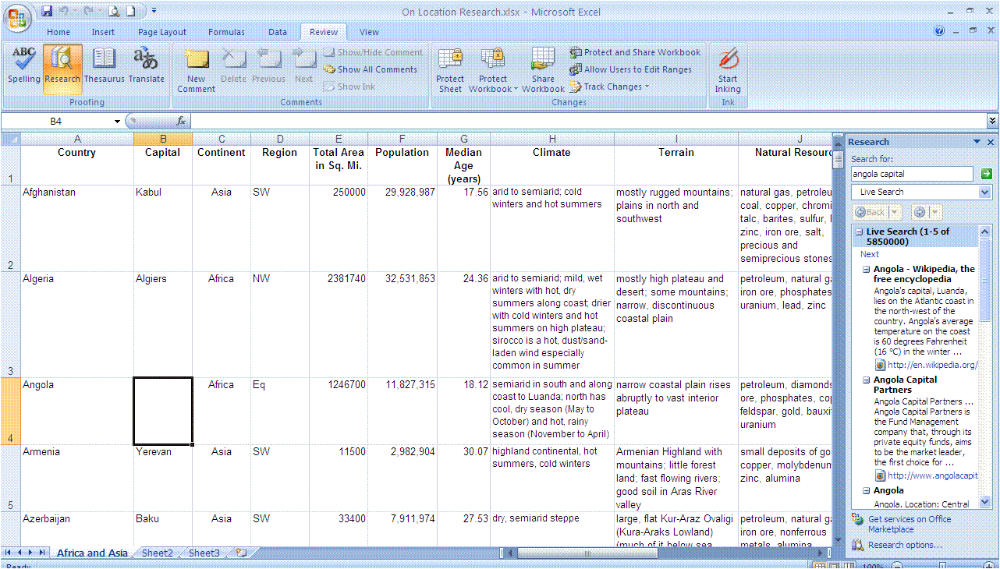 On Location Research.xlsx - Microsoft Excel
Home Insert Page Layout Formulas Data Review View
ABC
Spelling Research Thesaurus Translate
Proofing
New Comment Delete Previous Next
Show/Hide Comment
Show All Comments
Show Ink
Comments
Protect Sheet Protect Workbook Share Workbook
Protect and Share Workbook
Allow Users to Edit Ranges
Track Changes
Changes
Start Inking
Ink
B4 fx
A B C D E F G H I J
1 Country Capital Continent Region Total Area in Sq. Mi. Population Median Age (years) Climate Terrain Natural Resourc
2 Afghanistan Kabul Asia SW 250000 29,928,987 17.56
arid to semiarid; cold
winters and hot summers
mostly rugged mountains;
plains in north and
southwest
natural gas, petroleu
coal, copper, chromi
talc, barites, sulfur,
zinc, iron ore, salt,
precious and
semiprecious stones
3 Algeria Algiers Africa NW 2381740 32,531,853 24.36
arid to semiarid; mild, wet
winters with hot, dry
summers along coast; drier
with cold winters and hot
summers on high plateau;
sirocco is a hot, dust/sand-
laden wind especially
common in summer
mostly high plateau and
desert; some mountains;
narrow, discontinuous
coastal plain
petroleum, natural ga
iron ore, phosphates
uranium, lead, zinc
4 Angola Africa Eq 1246700 11,827,315 18.12
semiarid in south and along
coast to Luanda; north has
cool, dry season (May to
October) and hot, rainy
season (November to April)
narrow coastal plain rises
abruptly to vast interior
plateau
petroleum, diamonds
ore, phosphates, cop
feldspar, gold, bauxi
uranium
5 Armenia Yerevan Asia SW 11500 2,982,904 30.07
highland continental, hot
summers, cold winters
Armenian Highland with
mountains; little forest
land; fast flowing rivers;
good soil in Aras River
valley
small deposits of go
copper, molybdenum
zinc, alumina
Azerbaijan Baku Asia SW 33400 7,911,974 27.53
dry, semiarid steppe
large, flat Kur-Araz Ovaligi
(Kura-Araks Lowland)
(much of it below sea
petroleum, natural ga
iron ore, nonferrous
metals, alumina
Africa and Asia Sheet2 Sheet3
Ready 100%
Research
Search for:
angola capital
Live Search
Back
Live Search (1-5 of
5850000)
Next
Angola - Wikipedia, the
free encyclopedia
Angola's capital, Luanda,
lies on the Atlantic coast in
the north-west of the
country. Angola's average
temperature on the coast
is 60 degrees Fahrenheit
(16 °C) in the winter ...
http://en.wikipedia.org/
Angola Capital
Partners
Angola Capital Partners ...
Angola Capital Partners is
the Fund Management
company that, through its
private equity funds, aims
to be the market leader,
the first choice for ...
http://www.angolacapit
Angola
Angola. Location: Central
Get services on Office
Marketplace
Research options...